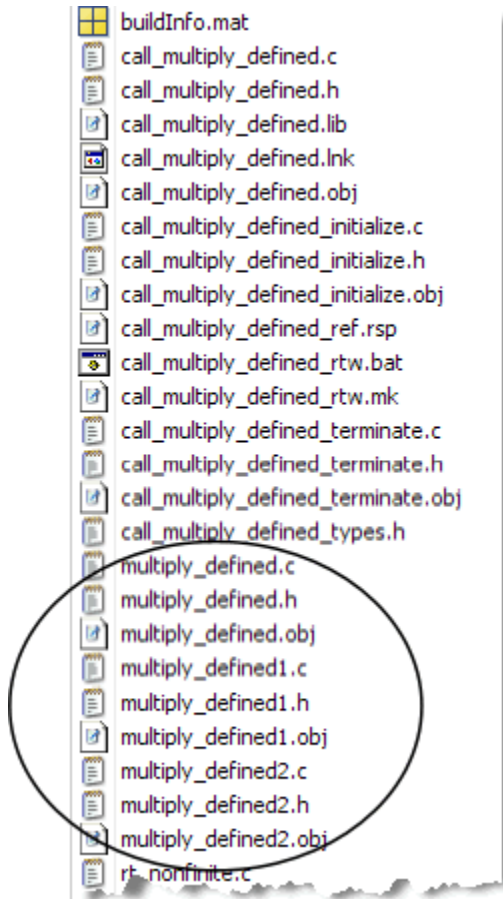 buildInfo.mat
call_multiply_defined.c
call_multiply_defined.h
call_multiply_defined.lib
call_multiply_defined.lnk
call_multiply_defined.obj
call_multiply_defined_initialize.c
call_multiply_defined_initialize.h
call_multiply_defined_initialize.obj
call_multiply_defined_ref.rsp
call_multiply_defined_rtw.bat
call_multiply_defined_rtw.mk
call_multiply_defined_terminate.c
call_multiply_defined_terminate.h
call_multiply_defined_terminate.obj
call_multiply_defined_types.h
multiply_defined.c
multiply_defined.h
multiply_defined.obj
multiply_defined1.c
multiply_defined1.h
multiply_defined1.obj
multiply_defined2.c
multiply_defined2.h
multiply_defined2.obj
rt_nonfinite.c